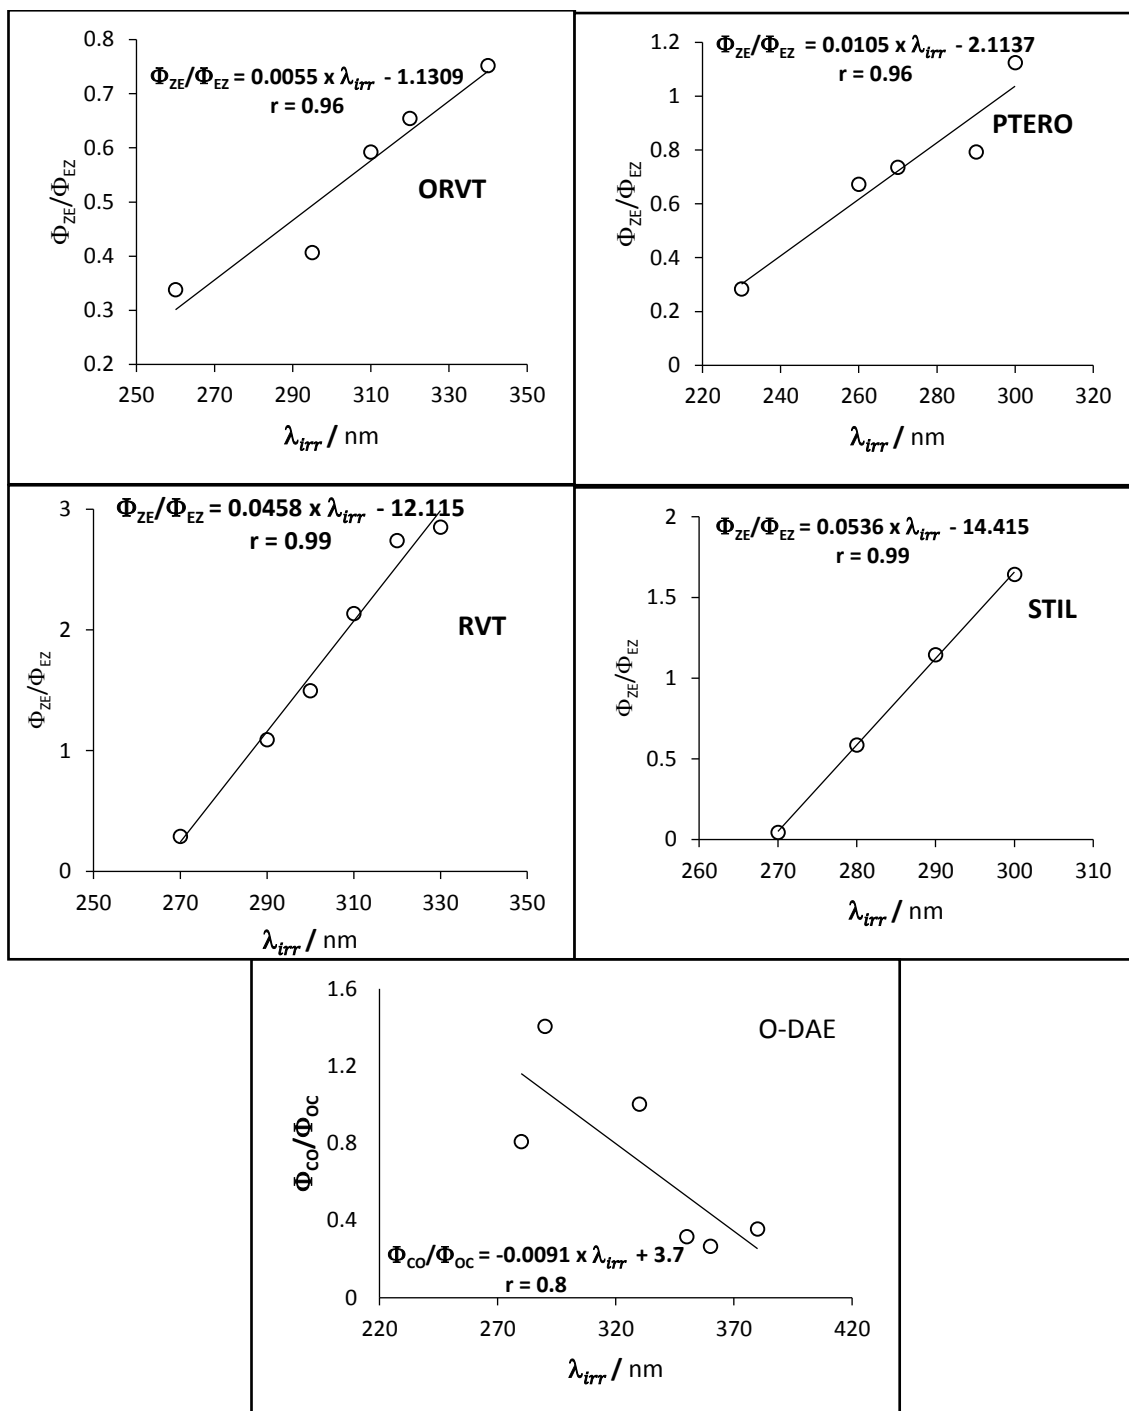 Φ_ZE/Φ_EZ = 0.0055 x λ_irr - 1.1309
r = 0.96
ORVT
0.8
0.7
0.6
0.5
0.4
0.3
0.2
Φ_ZE/Φ_EZ
250 270 290 310 330 350
λ_irr / nm
Φ_ZE/Φ_EZ = 0.0105 x λ_irr - 2.1137
r = 0.96
PTERO
1.2
1
0.8
0.6
0.4
0.2
0
Φ_ZE/Φ_EZ
220 240 260 280 300 320
λ_irr / nm
Φ_ZE/Φ_EZ = 0.0458 x λ_irr - 12.115
r = 0.99
RVT
3
2
1
0
Φ_ZE/Φ_EZ
250 270 290 310 330 350
λ_irr / nm
Φ_ZE/Φ_EZ = 0.0536 x λ_irr - 14.415
r = 0.99
STIL
2
1.5
1
0.5
0
Φ_ZE/Φ_EZ
260 270 280 290 300 310
λ_irr / nm
O-DAE
1.6
1.2
0.8
0.4
0
Φ_CO/Φ_OC
Φ_CO/Φ_OC = -0.0091 x λ_irr + 3.7
r = 0.8
220 270 320 370 420
λ_irr / nm